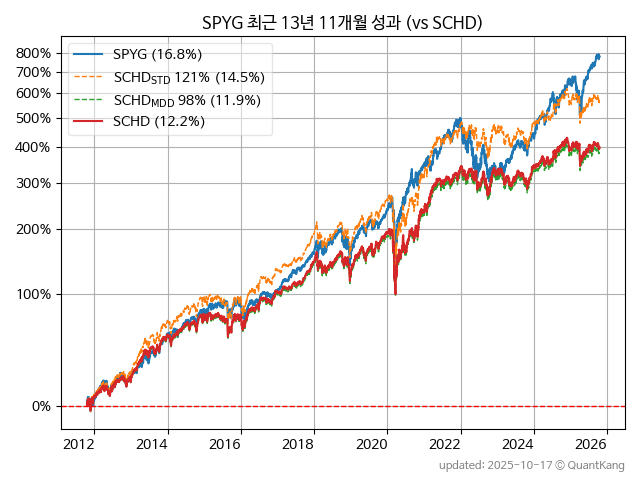 SPYG 최근 13년 11개월 성과 (vs SCHD)
800%
700%
600%
500%
400%
300%
200%
100%
0%
SPYG (16.8%)
SCHD_STD 121% (14.5%)
SCHD_MDD 98% (11.9%)
SCHD (12.2%)
2012 2014 2016 2018 2020 2022 2024 2026
updated: 2025-10-17 © QuantKang